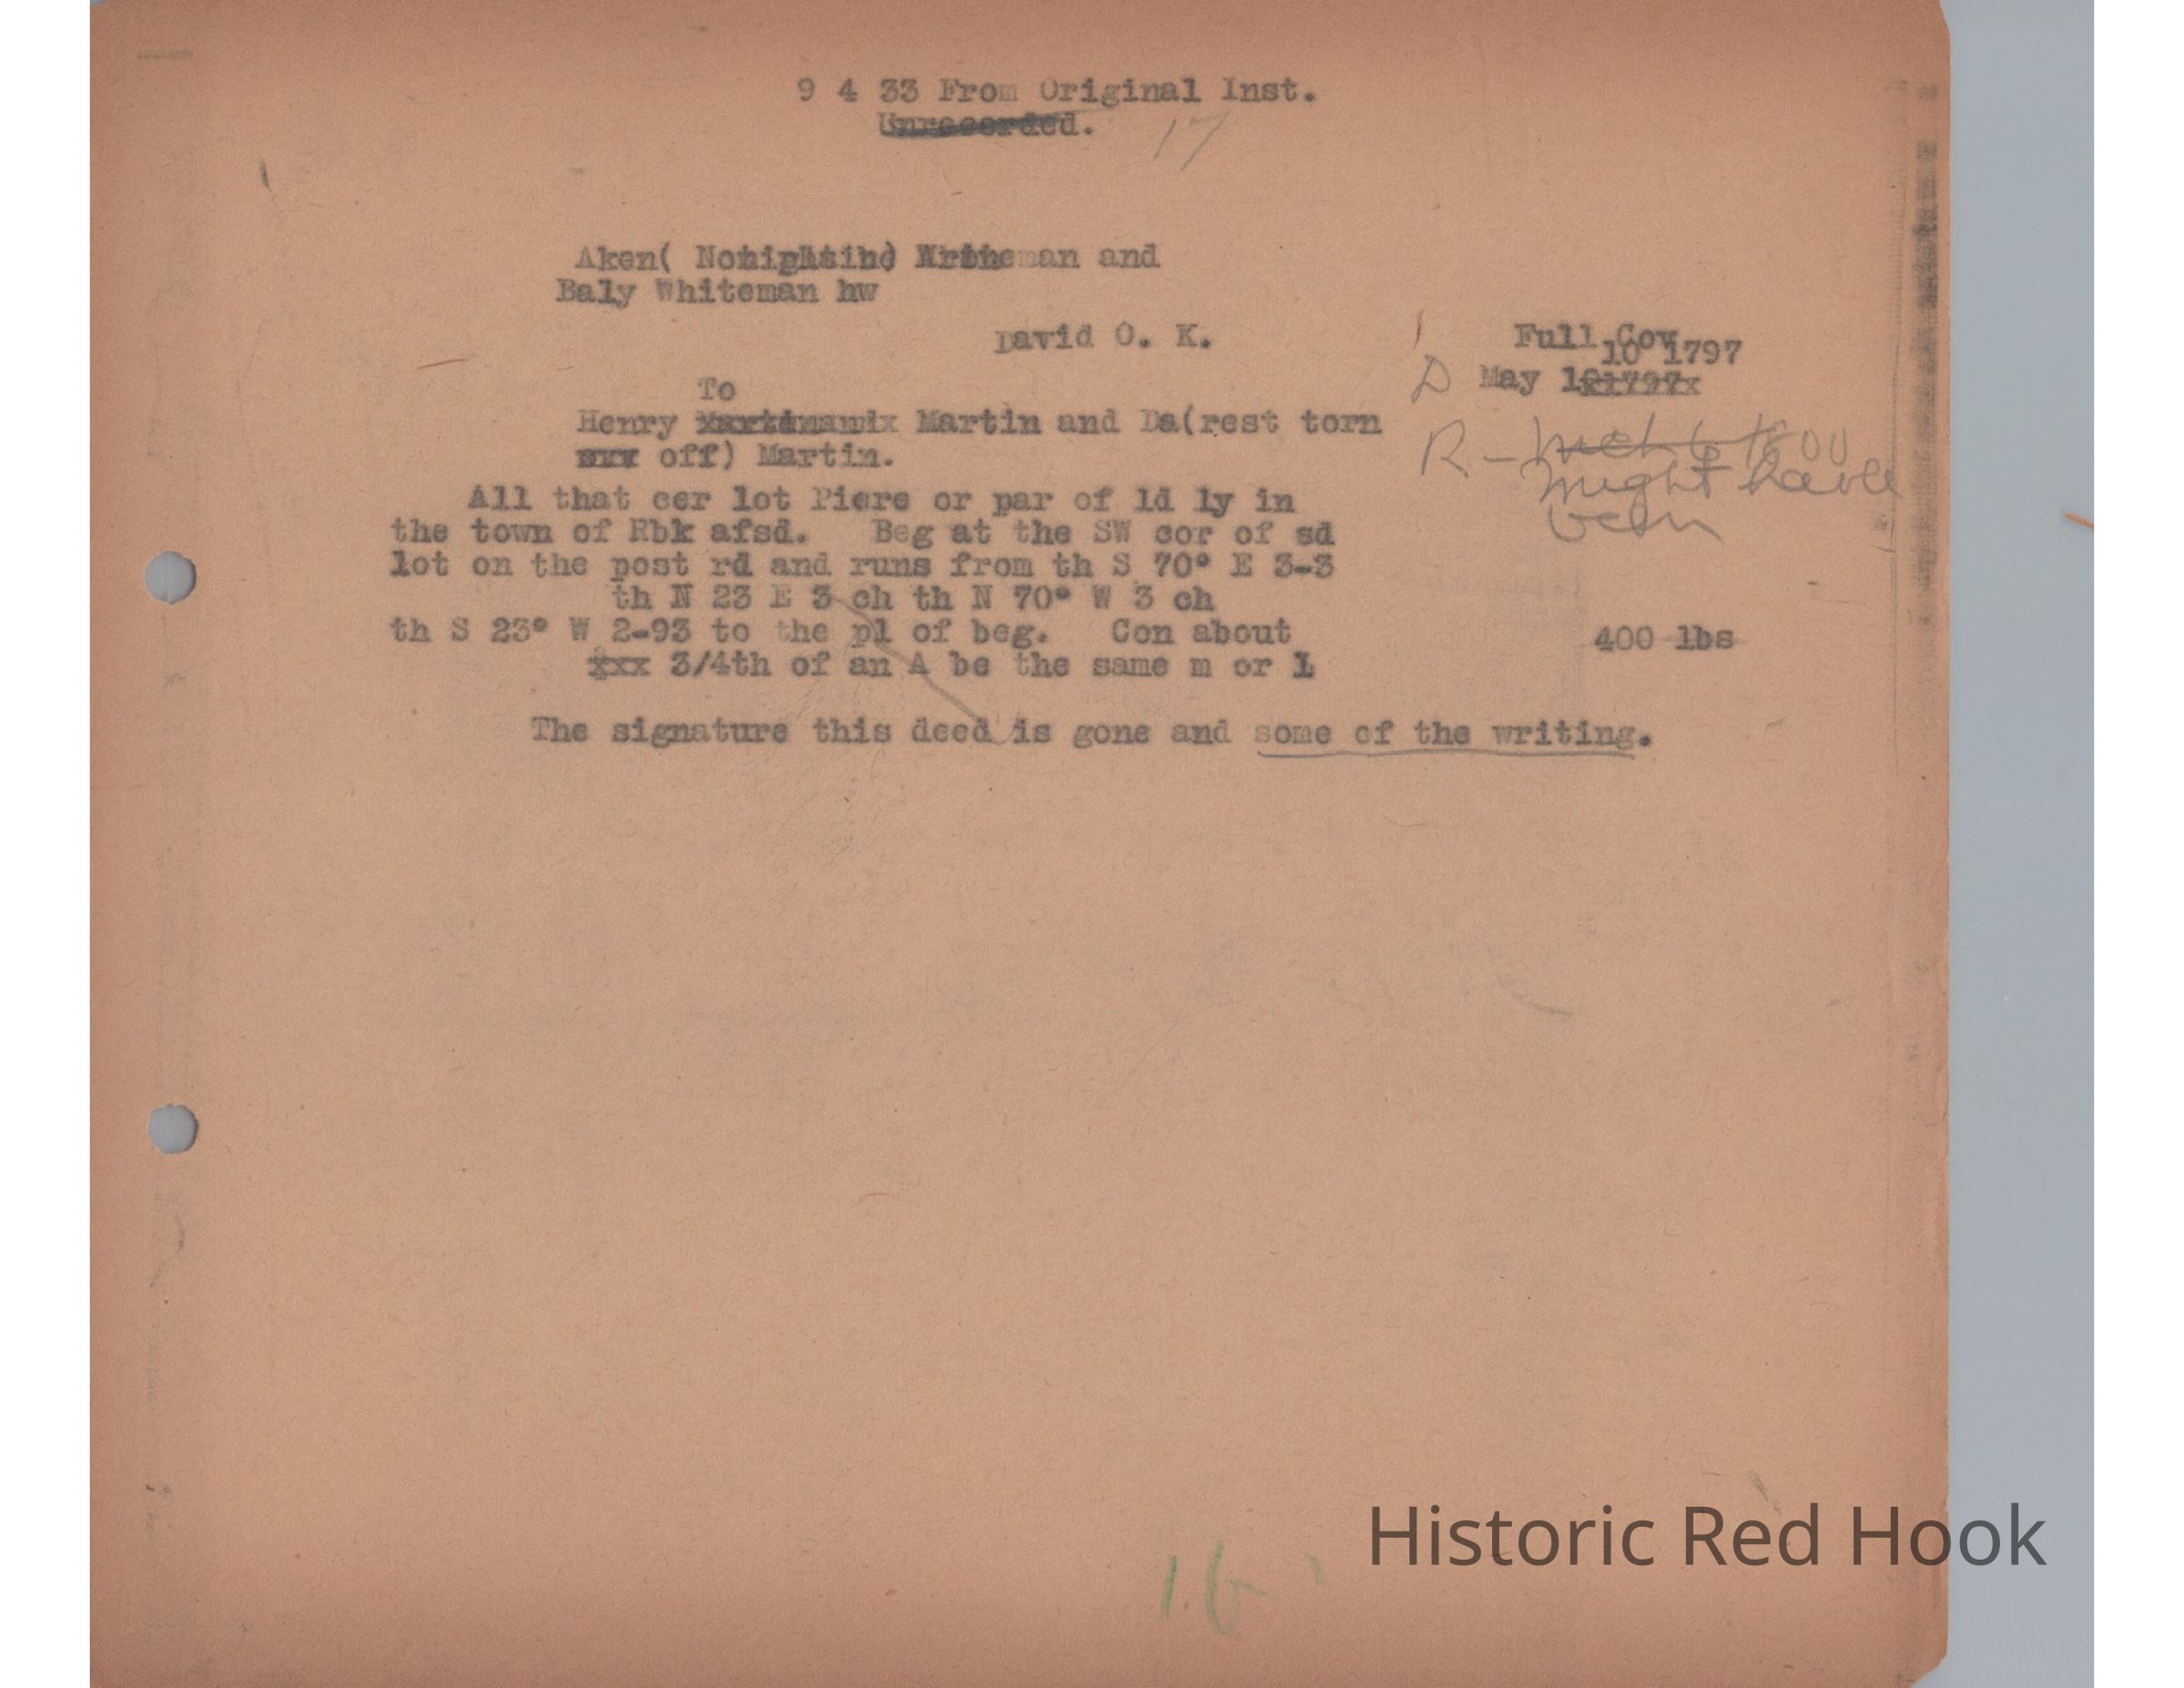 9 4 33 From Original Inst.
Unrecorded.
17
Aken( man and
Baly Whiteman hw
David O. K.
Full Cov
10 1797
D May 1
To
Henry Martin and Da(rest torn
off) Martin.
R -
might have
been
All that cer lot Piere or par of ld ly in
the town of Rbk afsd. Beg at the SW cor of sd
lot on the post rd and runs from th S 70° E 3-3
th N 23 E 3 ch th N 70° W 3 ch
th S 23° W 2-93 to the pl of beg. Con about
400 lbs
xxx 3/4th of an A be the same m or l
The signature this deed is gone and some of the writing.
Historic Red Hook
16